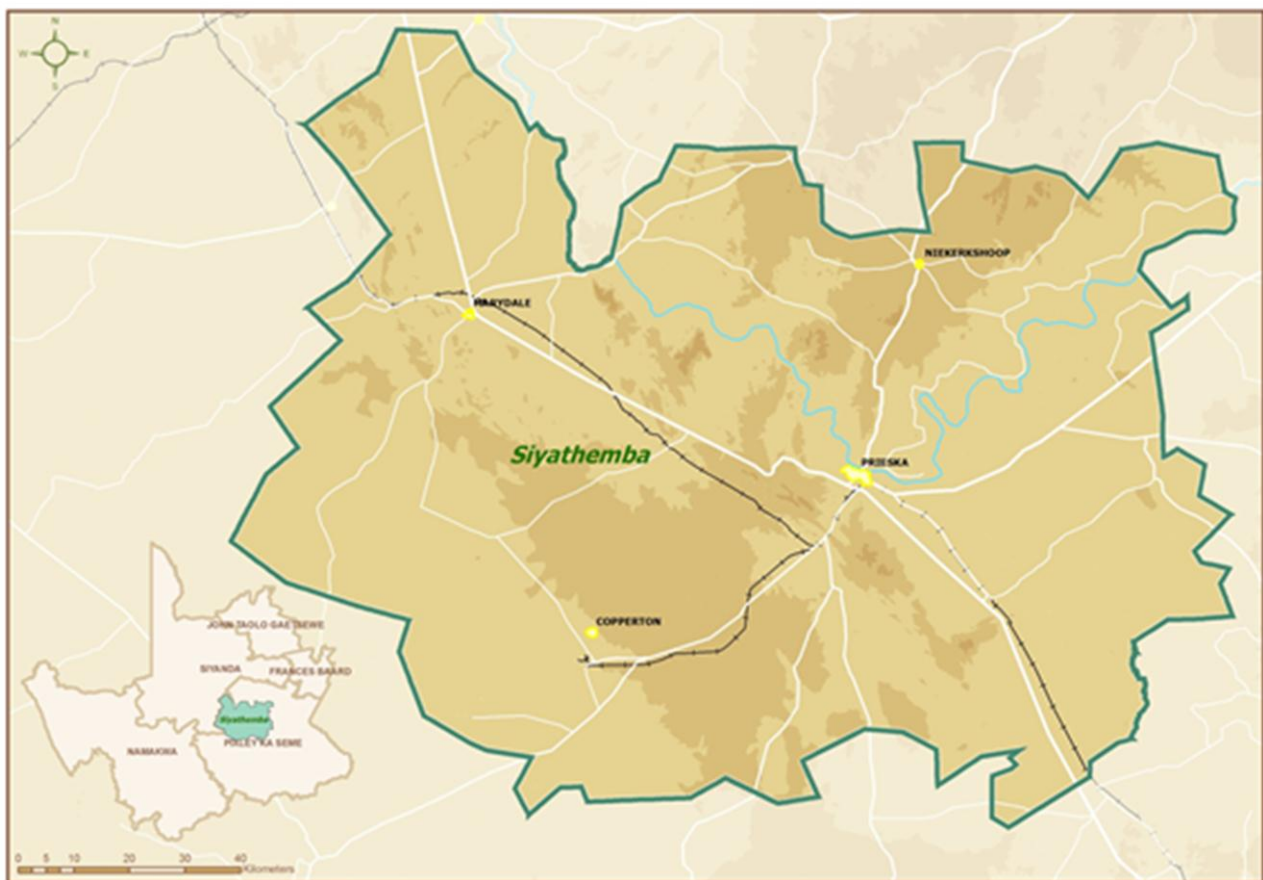 N
W E
S
NIEKERKSHOOP
MARYDALE
Siyathemba
PRIESKA
COPPERTON
JOHN TAOLO GAETSEWE
SIYANDA
FRANCES BAARD
Siyathemba
NAMAKWA
PIXLEY KA SEME
0 5 10 20 30 40
Kilometers